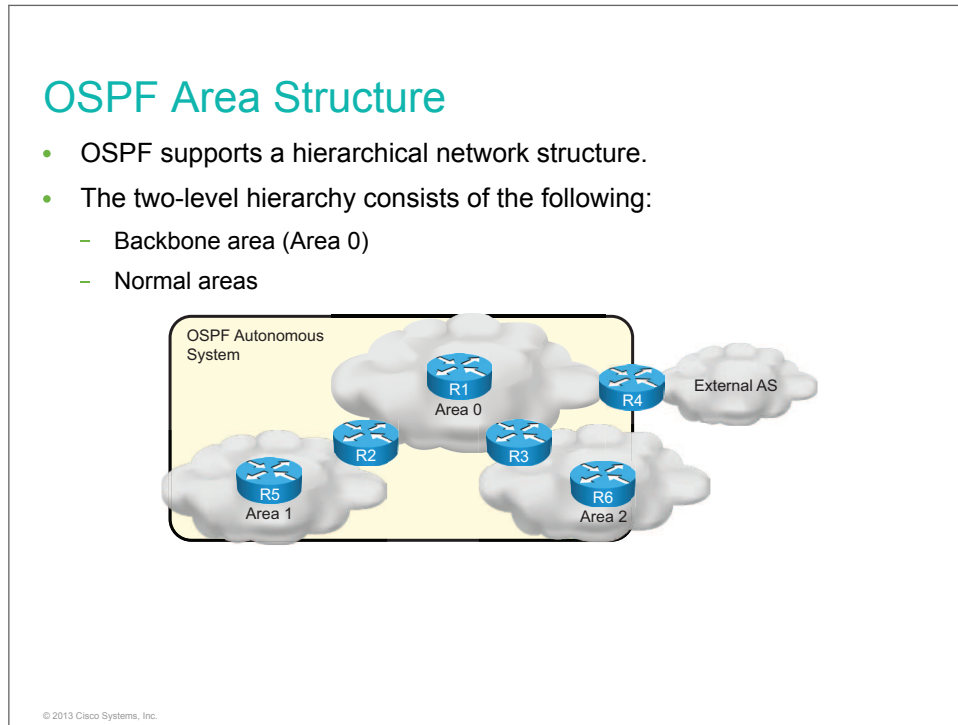 OSPF Area Structure
• OSPF supports a hierarchical network structure.
• The two-level hierarchy consists of the following:
– Backbone area (Area 0)
– Normal areas
OSPF Autonomous
System
R1
Area 0
R4
External AS
R2
R3
R5
Area 1
R6
Area 2
© 2013 Cisco Systems, Inc.